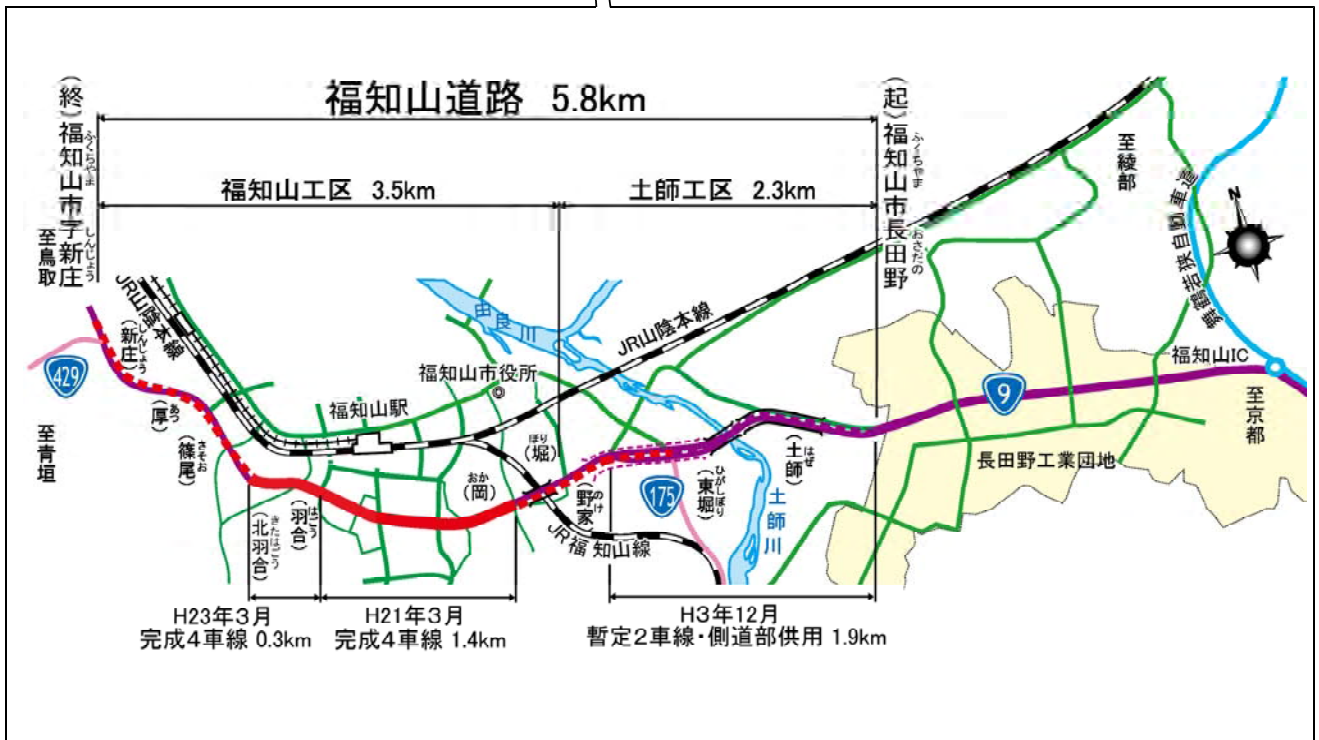 (終)福知山市字新庄
ふくちやま
しんじょう
至鳥取
福知山道路 5.8km
(起)福知山市長田野
ふくちやま
おさだの
福知山工区 3.5km
土師工区 2.3km
至綾部
舞鶴若狭自動車道
N
JR山陰本線
由良川
JR山陰本線
(新庄)
しんじょう
429
(厚)
あつ
至青垣
(篠尾)
さそお
福知山駅
福知山市役所
(堀)
ほり
(岡)
おか
(野家)
のけ
175
(東堀)
ひがしぼり
(土師)
はぜ
土師川
9
福知山IC
至京都
長田野工業団地
(北羽合)
きたはごう
(羽合)
はごう
JR福知山線
H23年3月
完成4車線 0.3km
H21年3月
完成4車線 1.4km
H3年12月
暫定2車線・側道部供用 1.9km